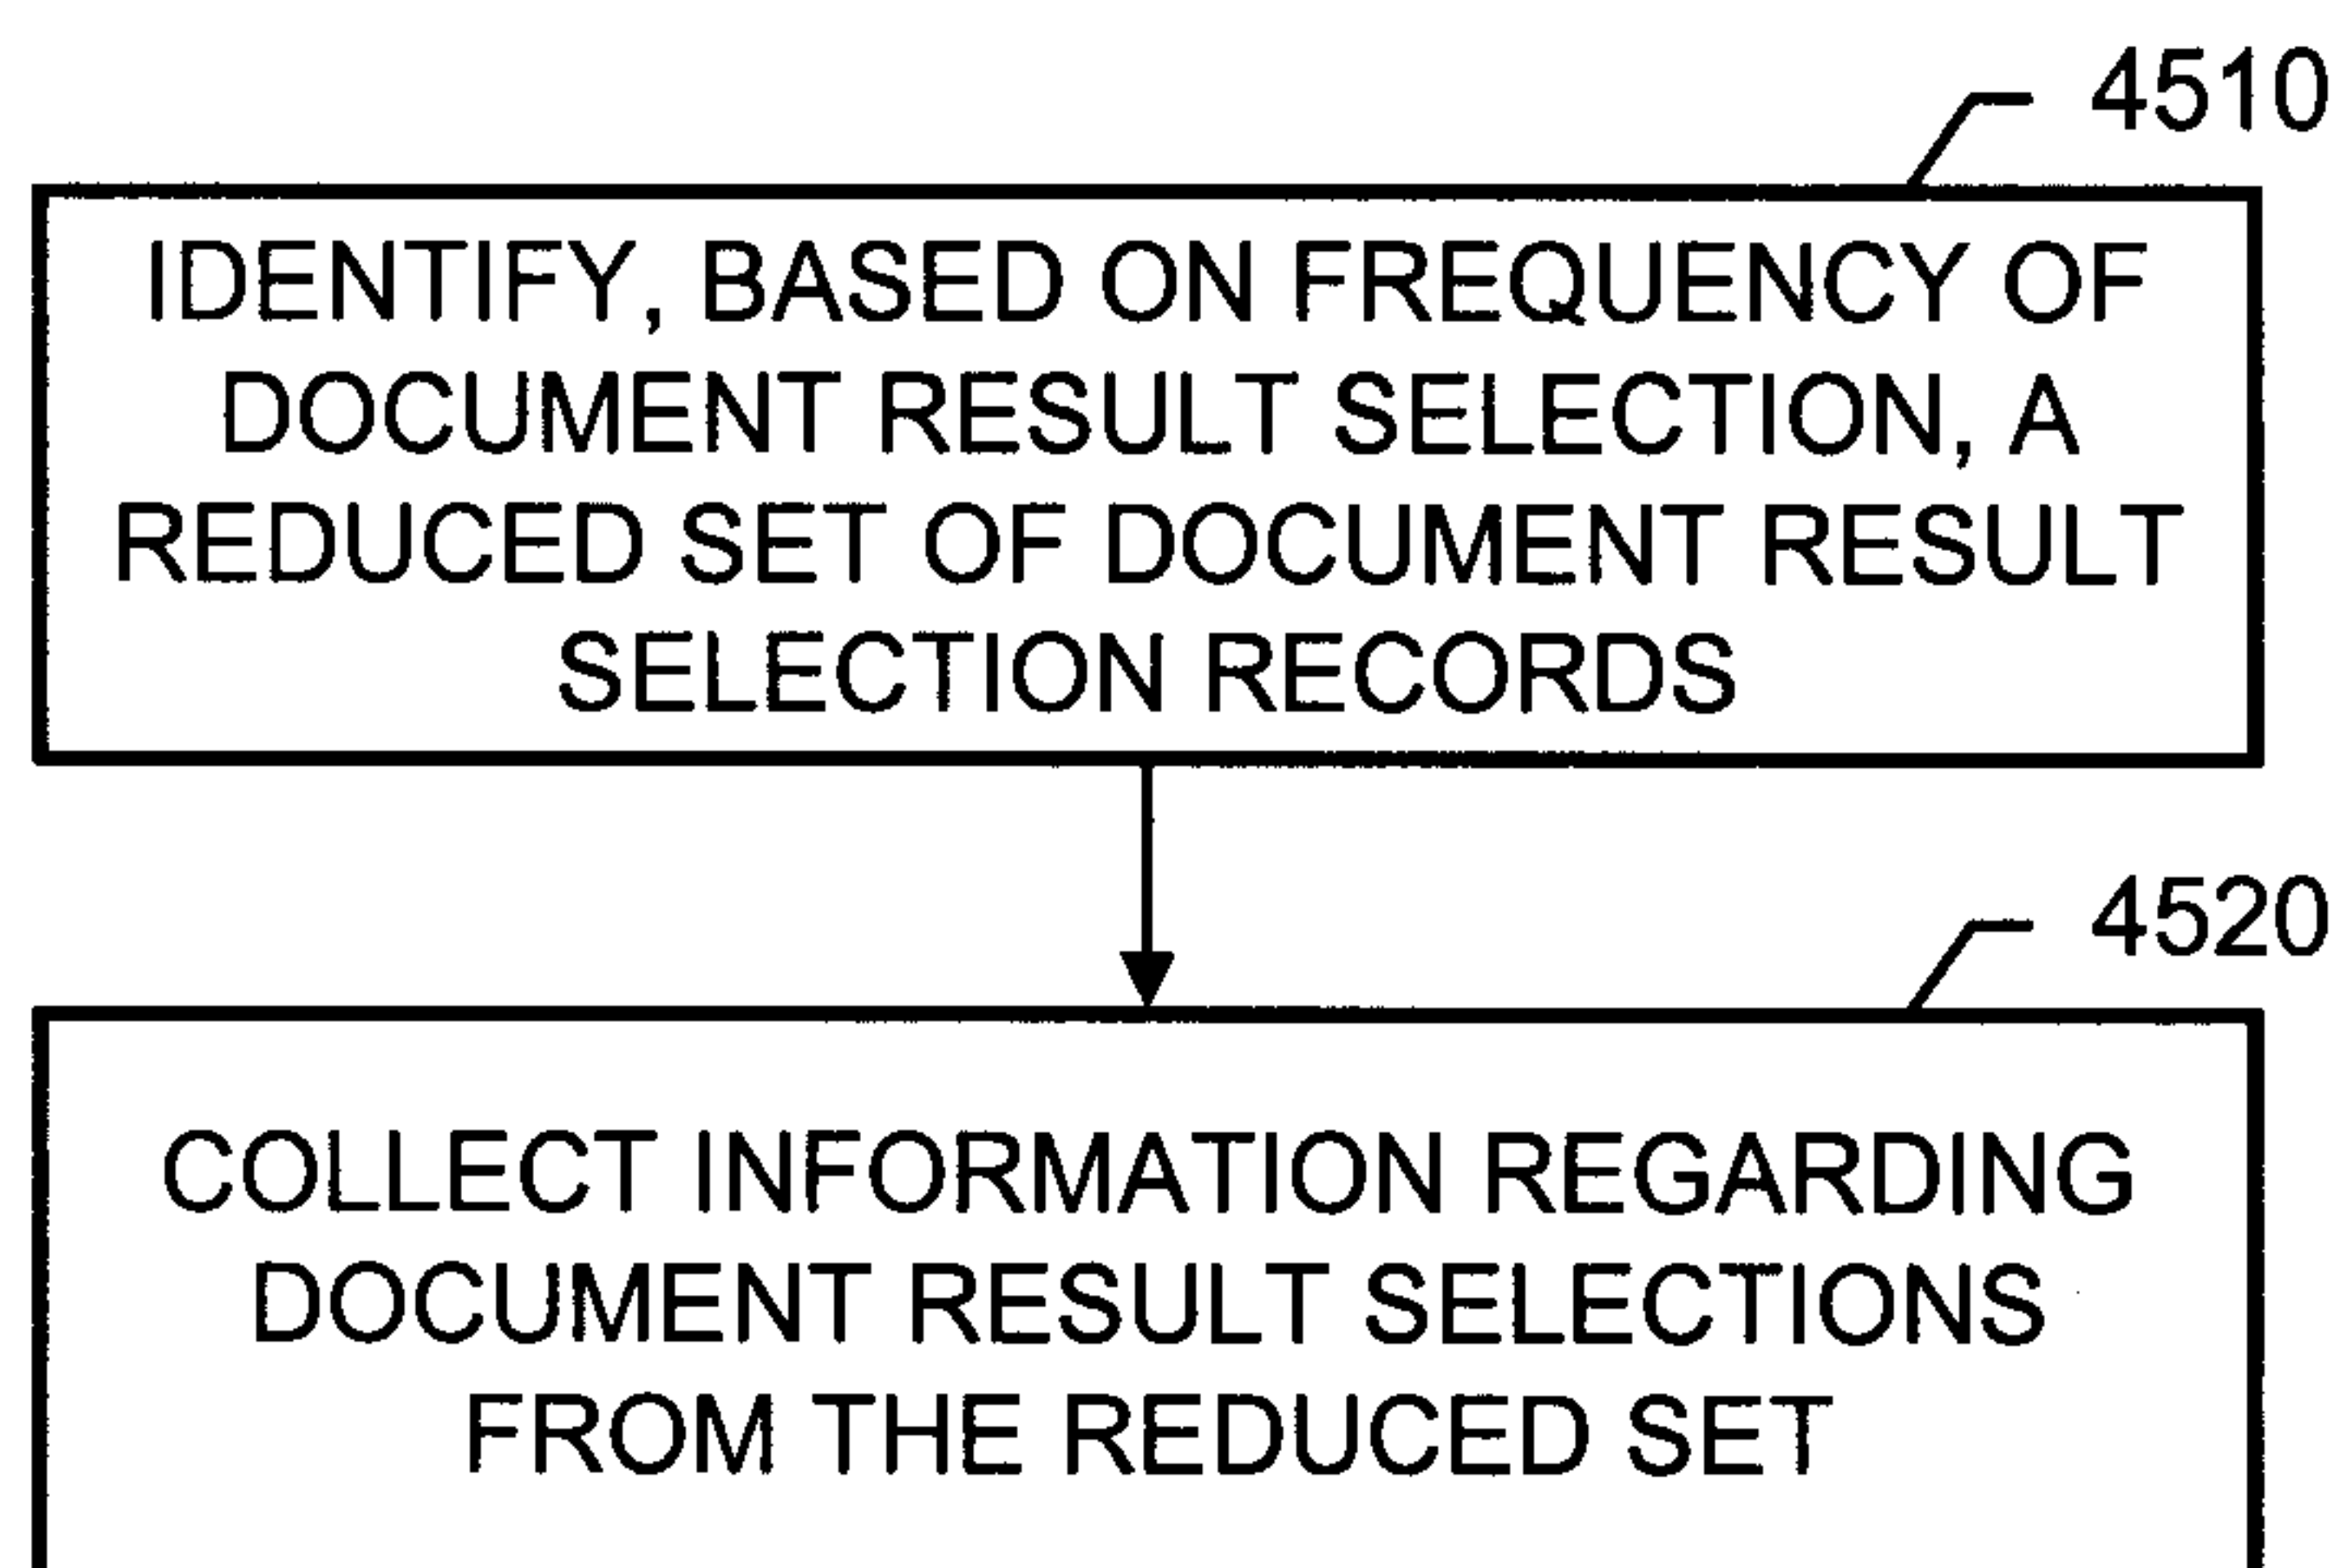 4510
IDENTIFY, BASED ON FREQUENCY OF
DOCUMENT RESULT SELECTION, A
REDUCED SET OF DOCUMENT RESULT
SELECTION RECORDS
4520
COLLECT INFORMATION REGARDING
DOCUMENT RESULT SELECTIONS
FROM THE REDUCED SET